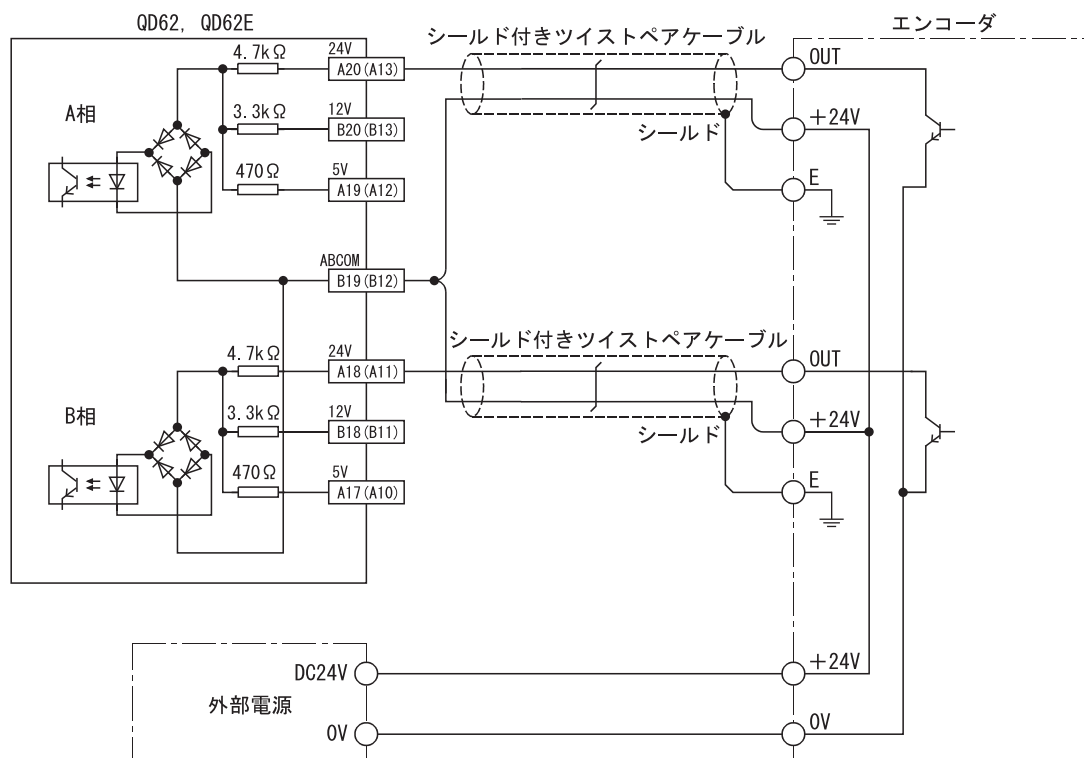 QD62, QD62E
エンコーダ
シールド付きツイストペアケーブル
4.7kΩ
24V
A20(A13)
OUT
A相
3.3kΩ
12V
B20(B13)
+24V
シールド
470Ω
5V
A19(A12)
E
ABCOM
B19(B12)
シールド付きツイストペアケーブル
4.7kΩ
24V
A18(A11)
OUT
B相
3.3kΩ
12V
B18(B11)
+24V
シールド
470Ω
5V
A17(A10)
E
DC24V
+24V
外部電源
0V
0V